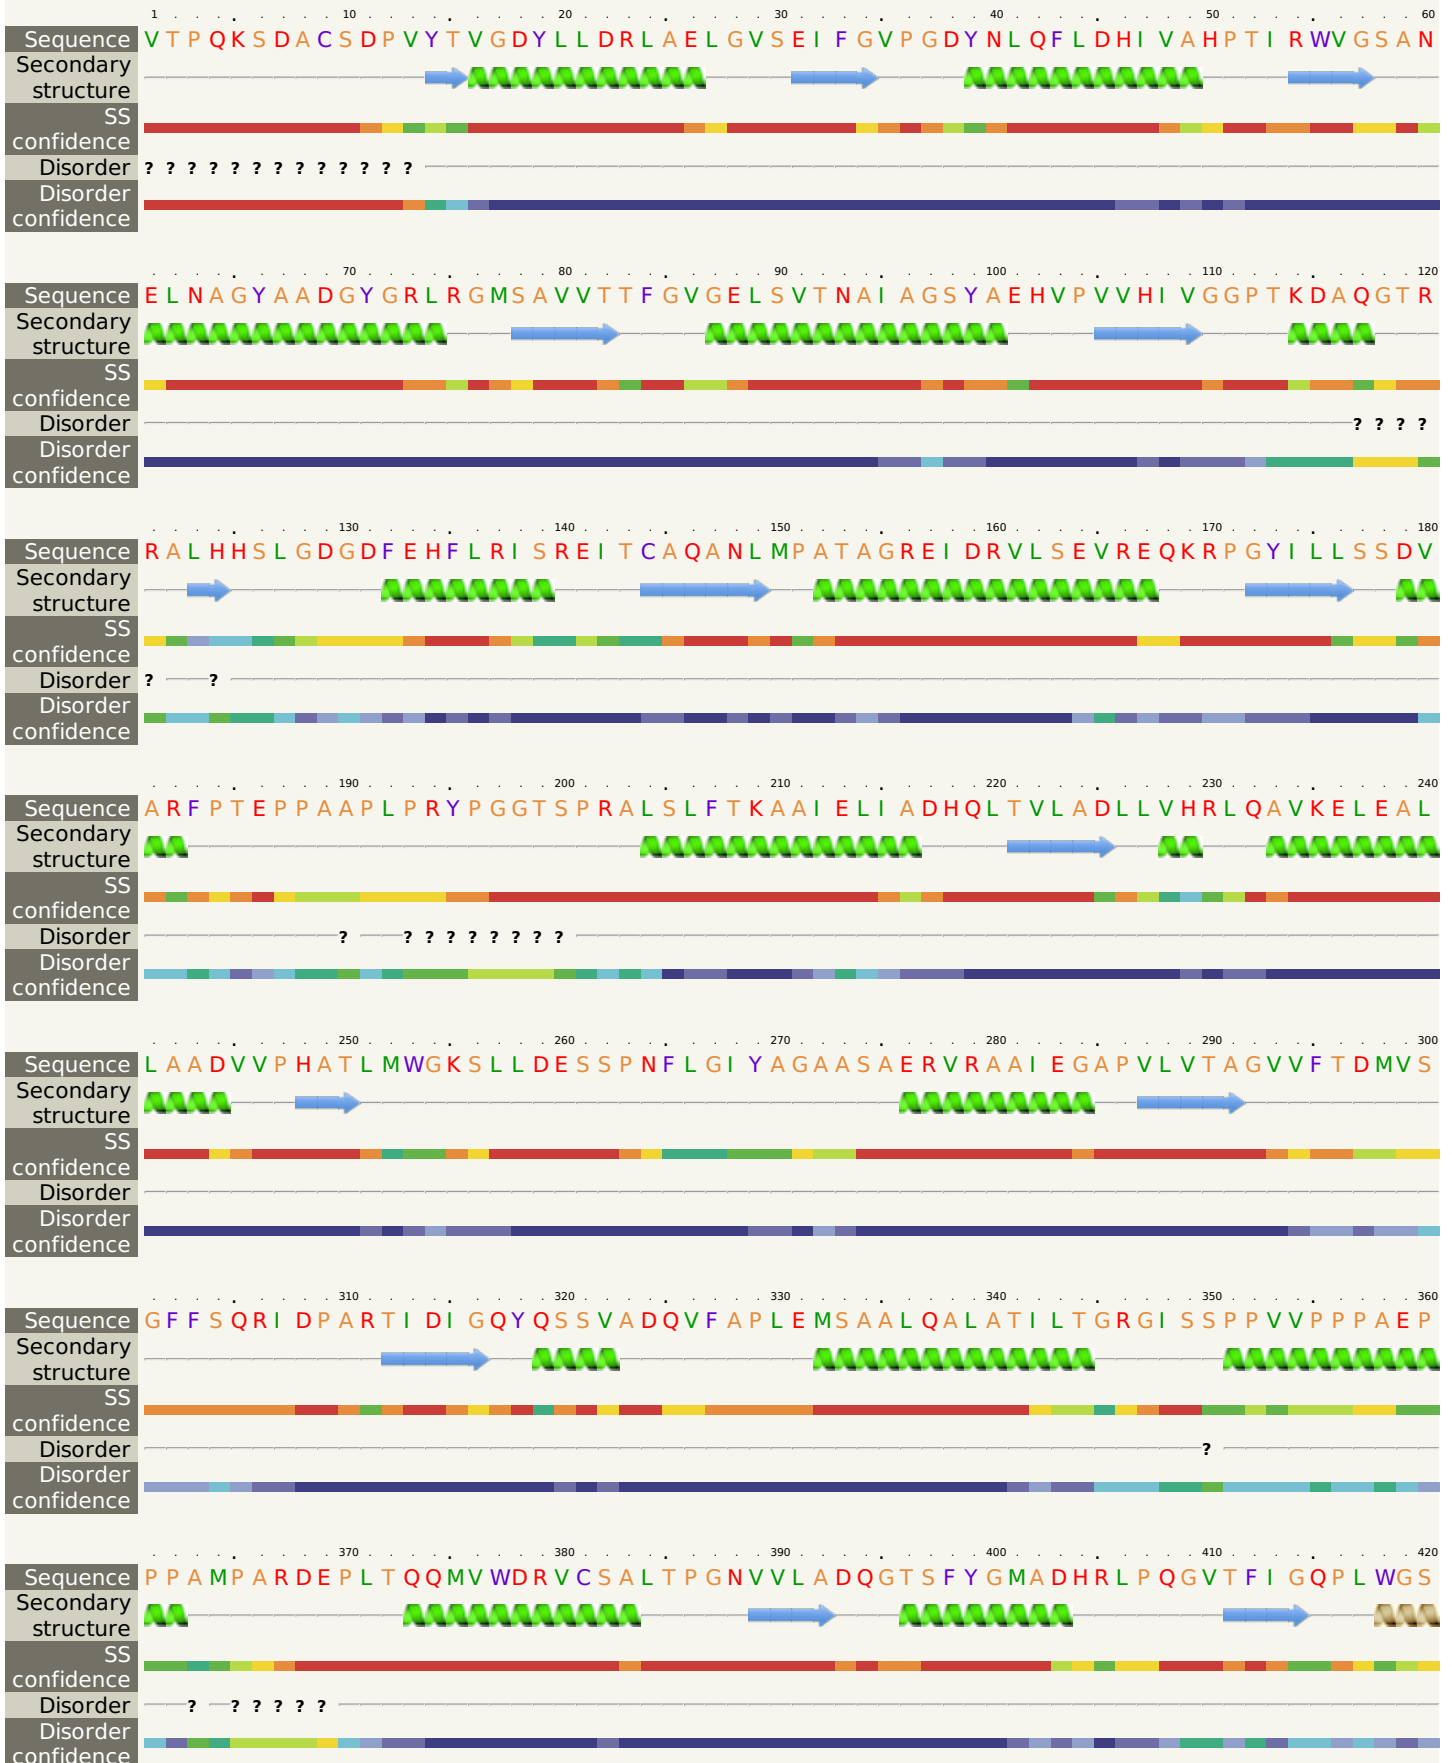 1 10 20 30 40 50 60
Sequence V T P Q K S D A C S D P V Y T V G D Y L L D R L A E L G V S E I F G V P G D Y N L Q F L D H I V A H P T I R W V G S A N
Secondary
structure
SS
confidence
Disorder ? ? ? ? ? ? ? ? ? ? ? ? ?
Disorder
confidence
70 80 90 100 110 120
Sequence E L N A G Y A A D G Y G R L R G M S A V V T T F G V G E L S V T N A I A G S Y A E H V P V V H I V G G P T K D A Q G T R
Secondary
structure
SS
confidence
Disorder ? ? ? ?
Disorder
confidence
130 140 150 160 170 180
Sequence R A L H H S L G D G D F E H F L R I S R E I T C A Q A N L M P A T A G R E I D R V L S E V R E Q K R P G Y I L L S S D V
Secondary
structure
SS
confidence
Disorder ? ?
Disorder
confidence
190 200 210 220 230 240
Sequence A R F P T E P P A A P L P R Y P G G T S P R A L S L F T K A A I E L I A D H Q L T V L A D L L V H R L Q A V K E L E A L
Secondary
structure
SS
confidence
Disorder ? ? ? ? ? ? ? ? ?
Disorder
confidence
250 260 270 280 290 300
Sequence L A A D V V P H A T L M W G K S L L D E S S P N F L G I Y A G A A S A E R V R A A I E G A P V L V T A G V V F T D M V S
Secondary
structure
SS
confidence
Disorder
Disorder
confidence
310 320 330 340 350 360
Sequence G F F S Q R I D P A R T I D I G Q Y Q S S V A D Q V F A P L E M S A A L Q A L A T I L T G R G I S S P P V V P P P A E P
Secondary
structure
SS
confidence
Disorder ?
Disorder
confidence
370 380 390 400 410 420
Sequence P P A M P A R D E P L T Q Q M V W D R V C S A L T P G N V V L A D Q G T S F Y G M A D H R L P Q G V T F I G Q P L W G S
Secondary
structure
SS
confidence
Disorder ? ? ? ? ? ?
Disorder
confidence